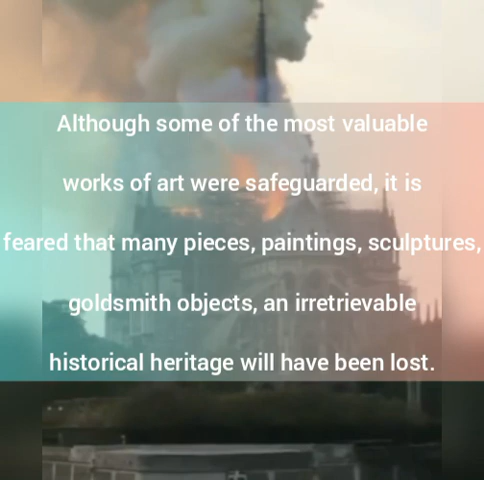 Although some of the most valuable
works of art were safeguarded, it is
feared that many pieces, paintings, sculptures,
goldsmith objects, an irretrievable
historical heritage will have been lost.